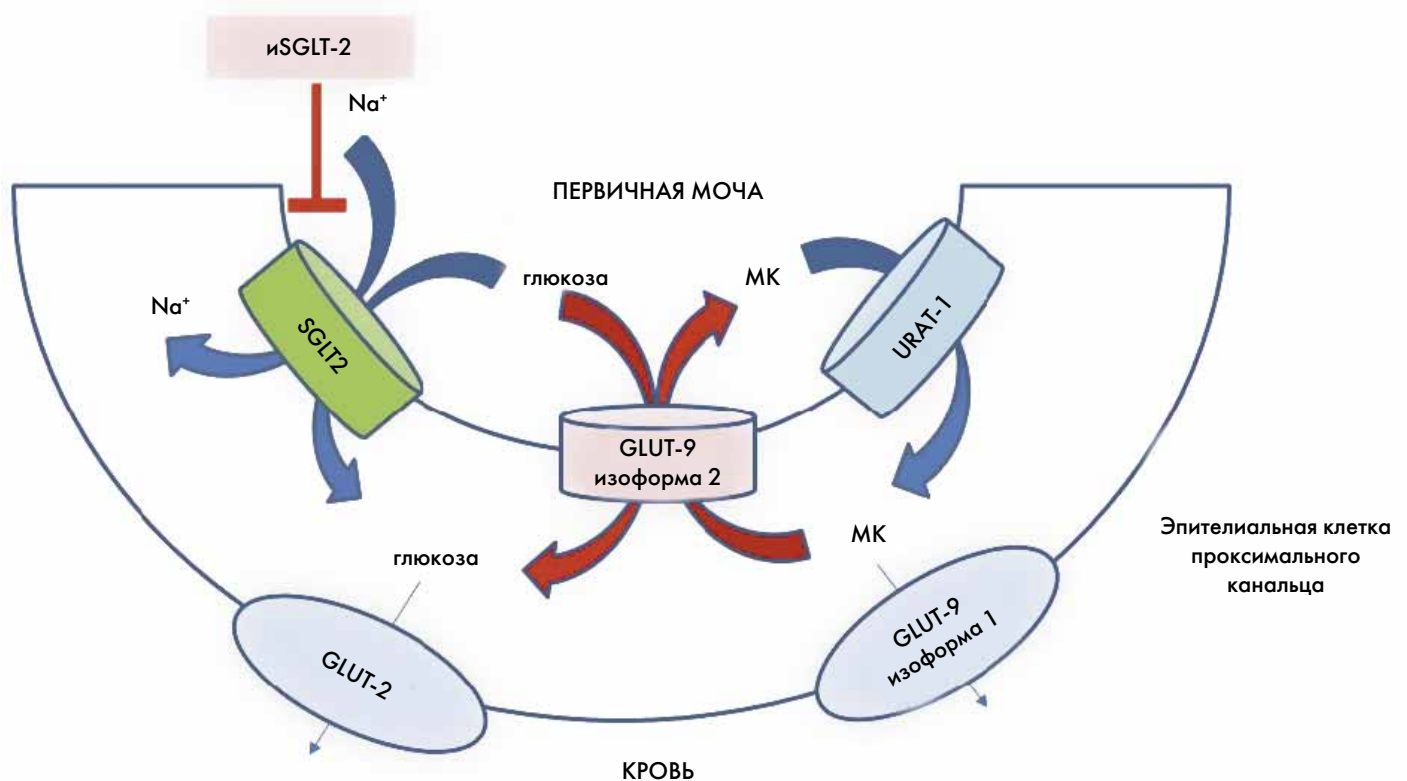 иSGLT-2
Na⁺
ПЕРВИЧНАЯ МОЧА
глюкоза
МК
Na⁺
SGLT2
URAT-1
GLUT-9
изоформа 2
МК
глюкоза
Эпителиальная клетка
проксимального
канальца
GLUT-2
GLUT-9
изоформа 1
КРОВЬ